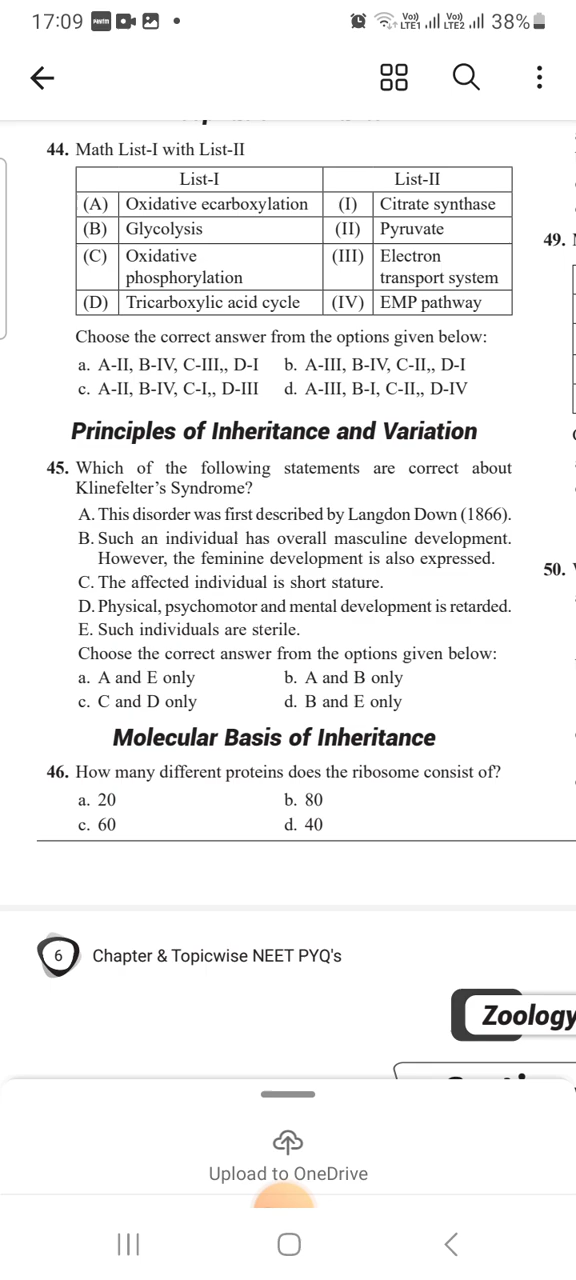 17:09 Paytm Vo)) LTE1 Vo)) LTE2 38%
44. Math List-I with List-II
List-I List-II
(A) Oxidative ecarboxylation (I) Citrate synthase
(B) Glycolysis (II) Pyruvate
(C) Oxidative (III) Electron
phosphorylation transport system
(D) Tricarboxylic acid cycle (IV) EMP pathway
Choose the correct answer from the options given below:
a. A-II, B-IV, C-III,, D-I b. A-III, B-IV, C-II,, D-I
c. A-II, B-IV, C-I,, D-III d. A-III, B-I, C-II,, D-IV
Principles of Inheritance and Variation
45. Which of the following statements are correct about
Klinefelter's Syndrome?
A. This disorder was first described by Langdon Down (1866).
B. Such an individual has overall masculine development.
However, the feminine development is also expressed.
C. The affected individual is short stature.
D. Physical, psychomotor and mental development is retarded.
E. Such individuals are sterile.
Choose the correct answer from the options given below:
a. A and E only b. A and B only
c. C and D only d. B and E only
Molecular Basis of Inheritance
46. How many different proteins does the ribosome consist of?
a. 20 b. 80
c. 60 d. 40
49.
50.
6 Chapter & Topicwise NEET PYQ's
Zoology
Upload to OneDrive